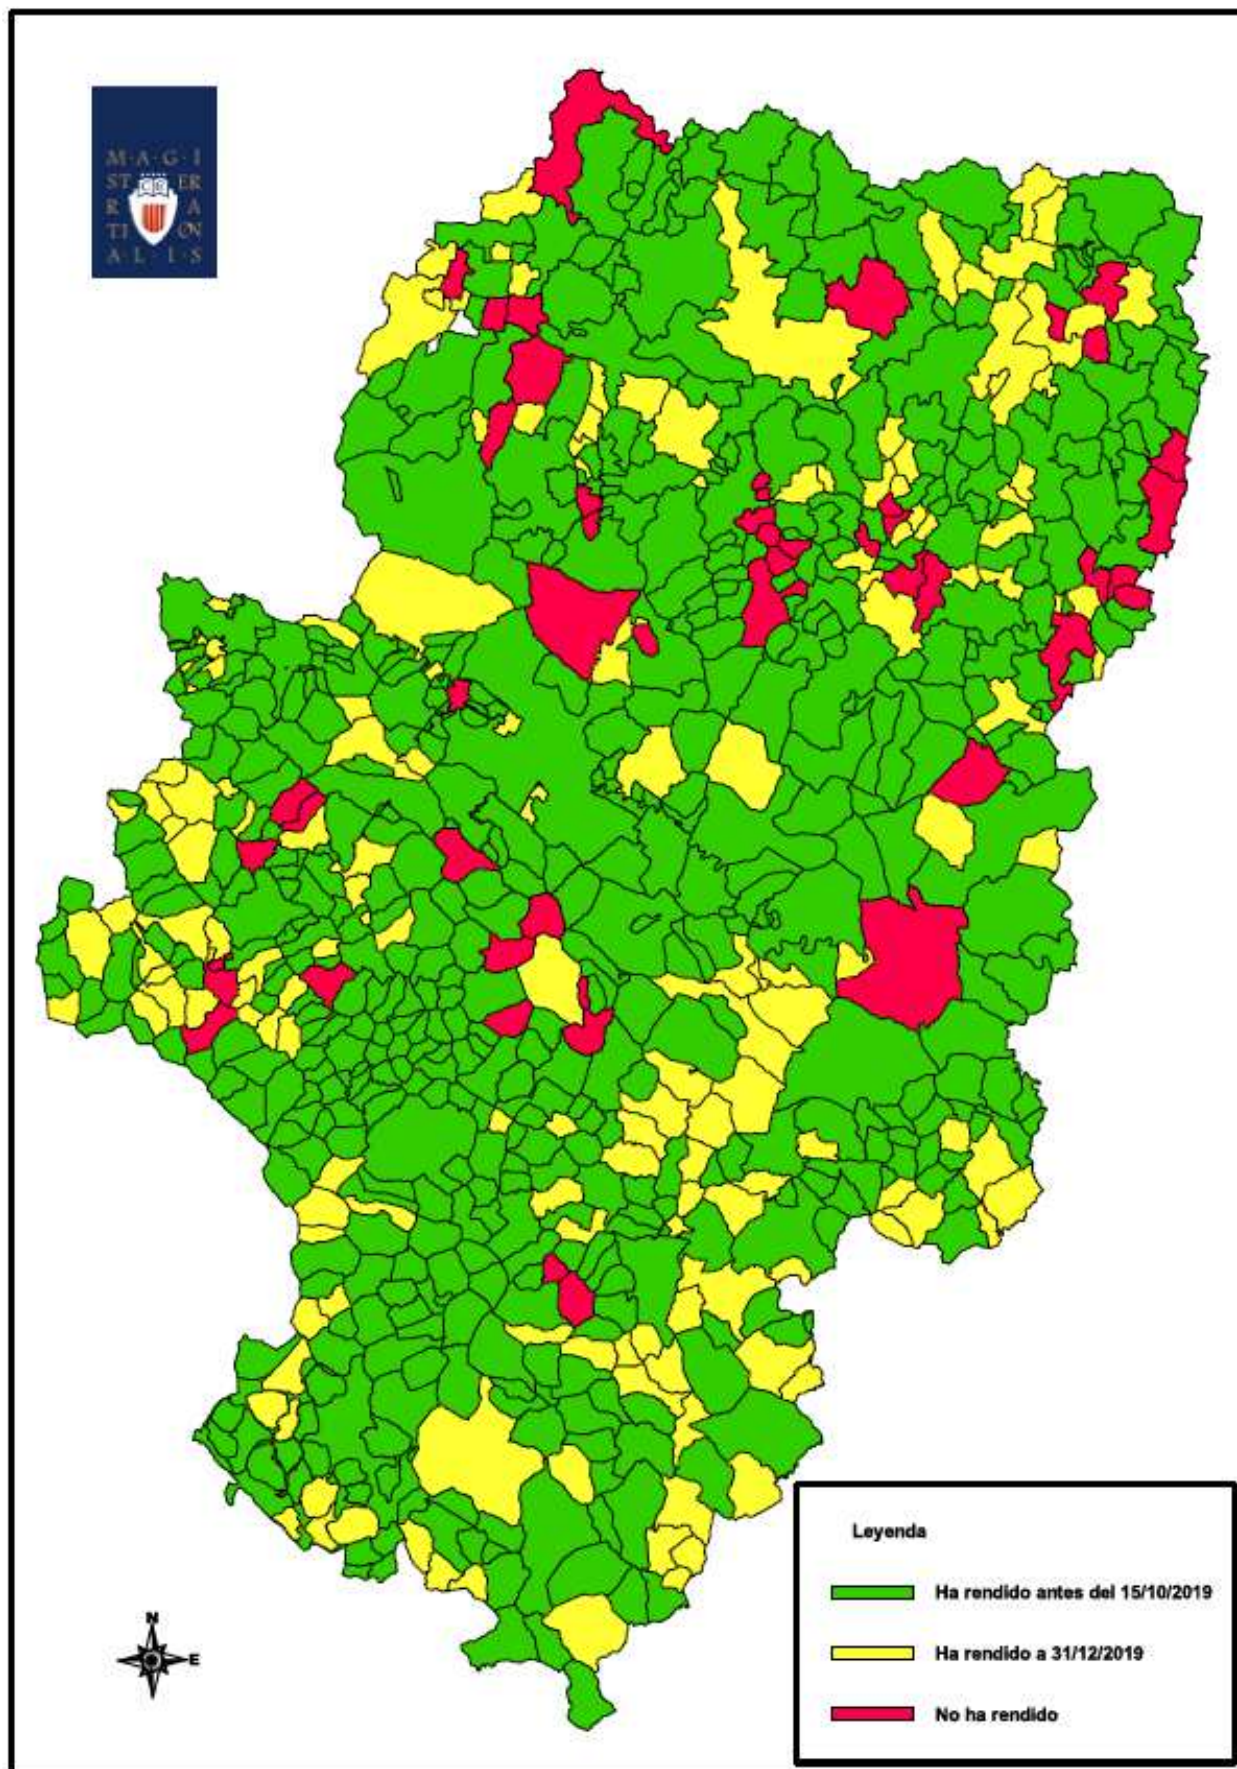 M·A·G·I
ST ER
R A
TI ON
A·L·I·S
Leyenda
Ha rendido antes del 15/10/2019
Ha rendido a 31/12/2019
No ha rendido
N
E